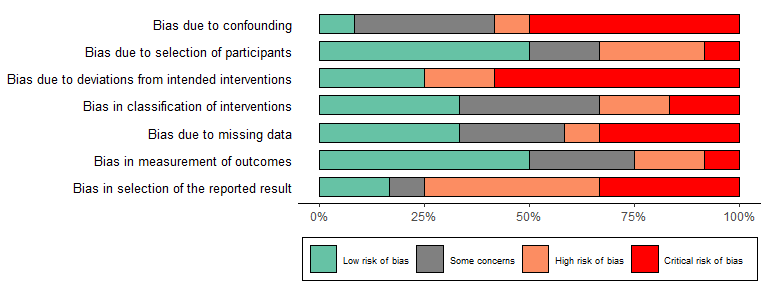 Bias due to confounding
Bias due to selection of participants
Bias due to deviations from intended interventions
Bias in classification of interventions
Bias due to missing data
Bias in measurement of outcomes
Bias in selection of the reported result
0% 25% 50% 75% 100%
Low risk of bias Some concerns High risk of bias Critical risk of bias